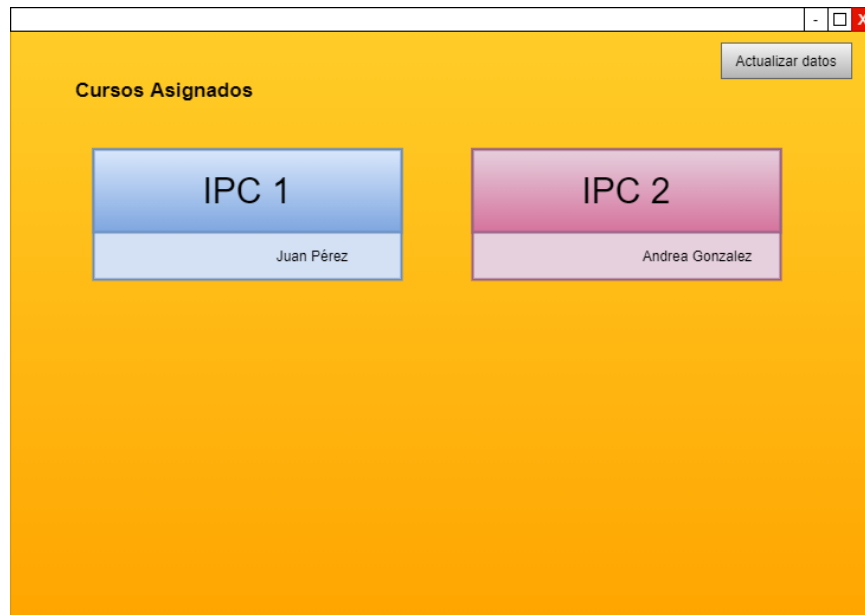 - X
Actualizar datos
Cursos Asignados
IPC 1
Juan Pérez
IPC 2
Andrea Gonzalez